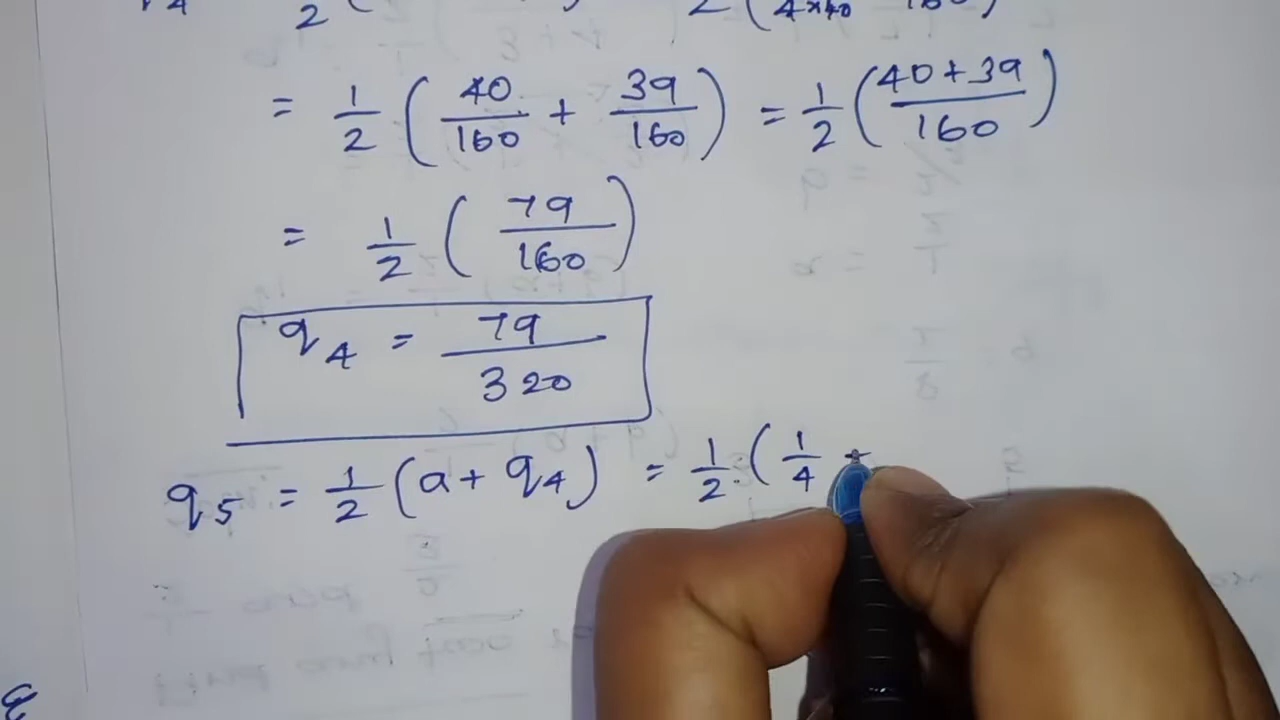 = 1/2 ( 40/160 + 39/160 ) = 1/2 ( 40+39/160 )
= 1/2 ( 79/160 )
q4 = 79/320
q5 = 1/2 ( a + q4 ) = 1/2 ( 1/4 +